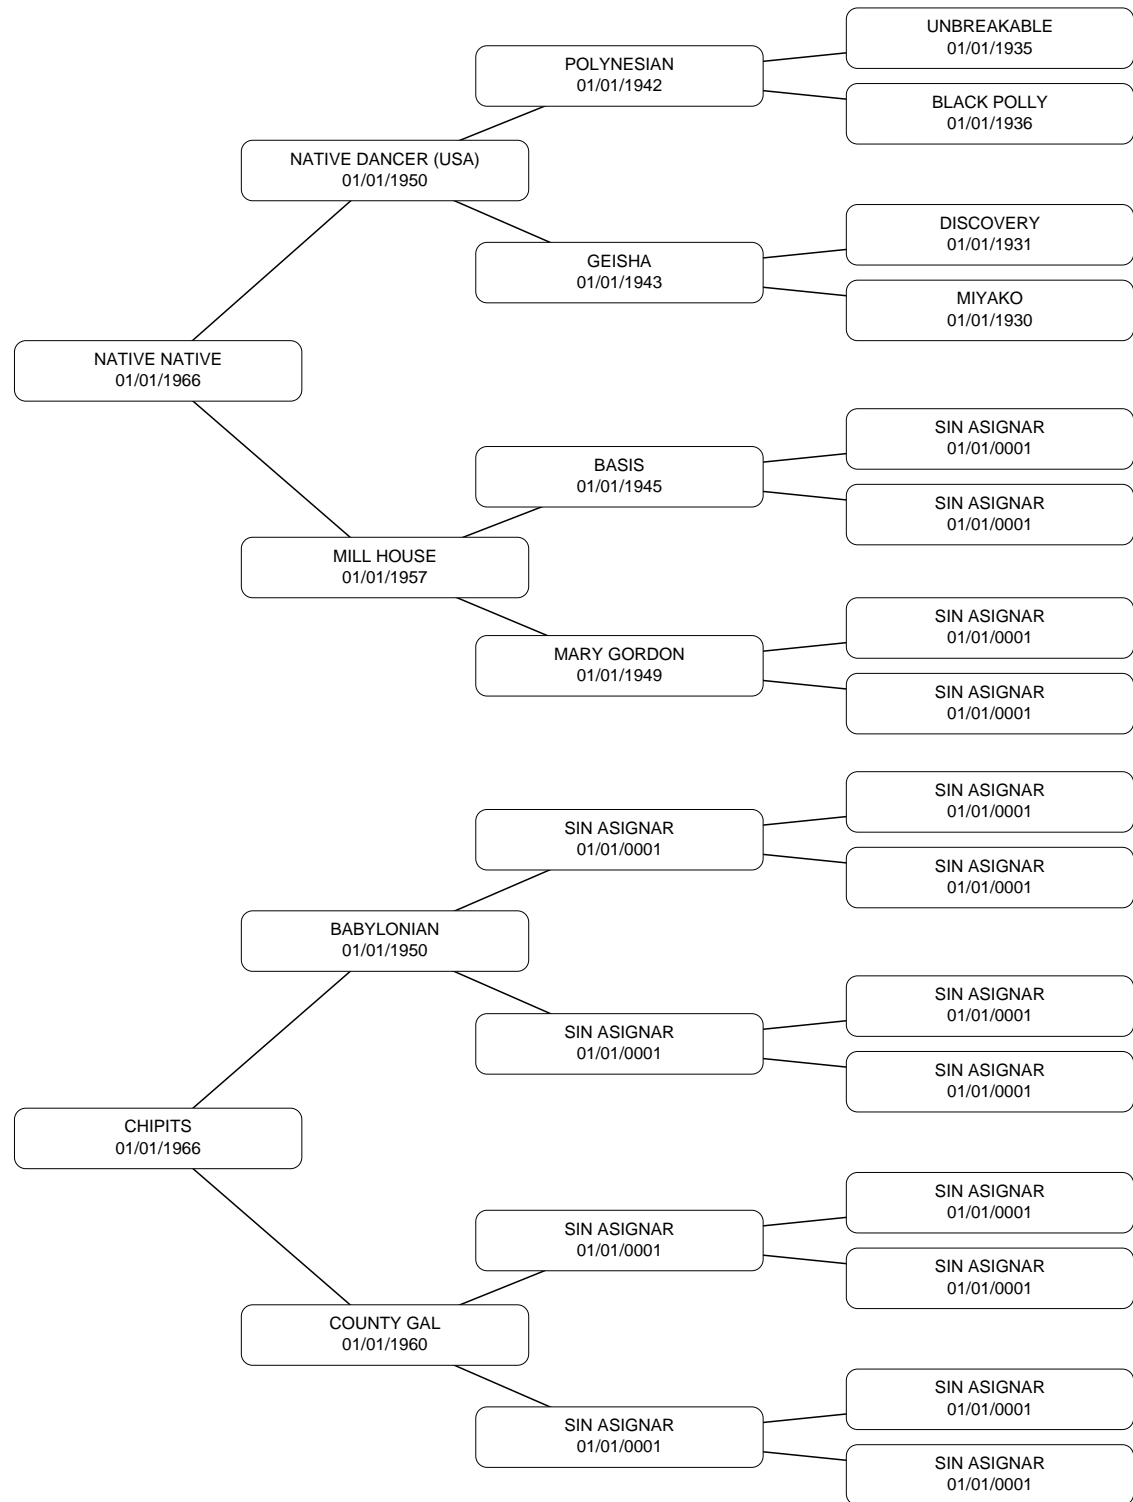 UNBREAKABLE
01/01/1935
POLYNESIAN
01/01/1942
BLACK POLLY
01/01/1936
NATIVE DANCER (USA)
01/01/1950
DISCOVERY
01/01/1931
GEISHA
01/01/1943
MIYAKO
01/01/1930
NATIVE NATIVE
01/01/1966
SIN ASIGNAR
01/01/0001
BASIS
01/01/1945
SIN ASIGNAR
01/01/0001
MILL HOUSE
01/01/1957
SIN ASIGNAR
01/01/0001
MARY GORDON
01/01/1949
SIN ASIGNAR
01/01/0001
SIN ASIGNAR
01/01/0001
SIN ASIGNAR
01/01/0001
SIN ASIGNAR
01/01/0001
BABYLONIAN
01/01/1950
SIN ASIGNAR
01/01/0001
SIN ASIGNAR
01/01/0001
SIN ASIGNAR
01/01/0001
CHIPITS
01/01/1966
SIN ASIGNAR
01/01/0001
SIN ASIGNAR
01/01/0001
SIN ASIGNAR
01/01/0001
COUNTY GAL
01/01/1960
SIN ASIGNAR
01/01/0001
SIN ASIGNAR
01/01/0001
SIN ASIGNAR
01/01/0001